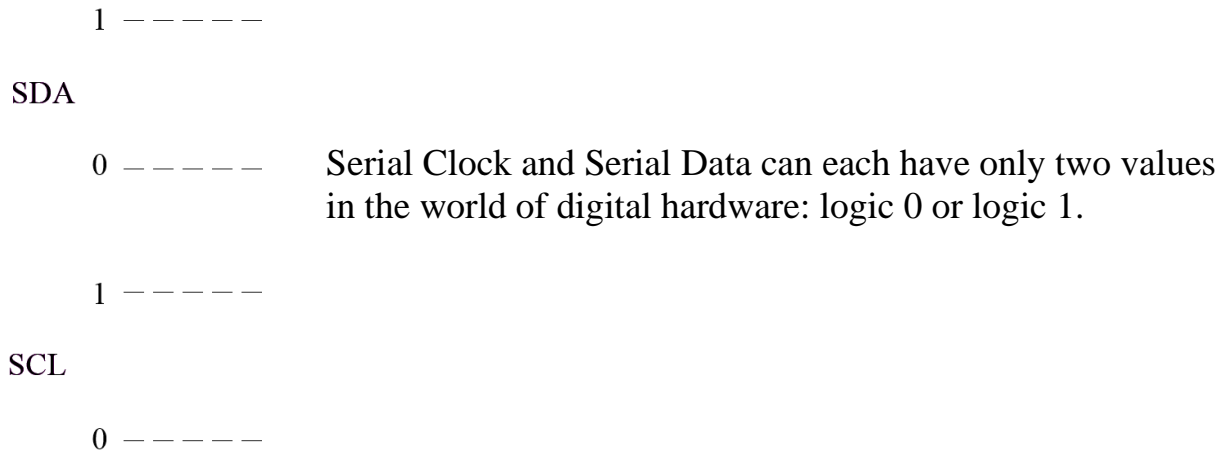 1
SDA
0
Serial Clock and Serial Data can each have only two values
in the world of digital hardware: logic 0 or logic 1.
1
SCL
0